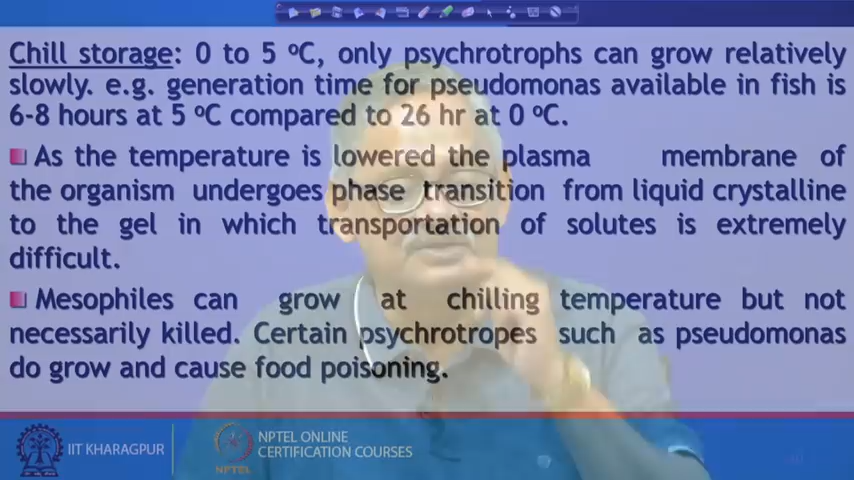 Chill storage: 0 to 5 ºC, only psychrotrophs can grow relatively
slowly. e.g. generation time for pseudomonas available in fish is
6-8 hours at 5 ºC compared to 26 hr at 0 ºC.
As the temperature is lowered the plasma membrane of
the organism undergoes phase transition from liquid crystalline
to the gel in which transportation of solutes is extremely
difficult.
Mesophiles can grow at chilling temperature but not
necessarily killed. Certain psychrotropes such as pseudomonas
do grow and cause food poisoning.
IIT KHARAGPUR
NPTEL
NPTEL ONLINE
CERTIFICATION COURSES